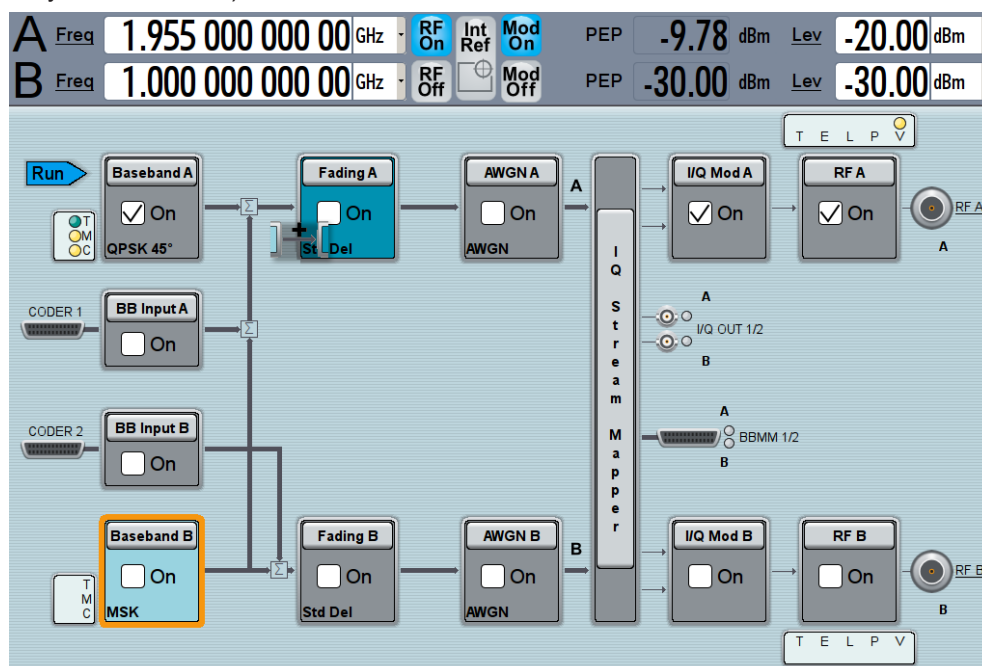 A Freq 1.955 000 000 00 GHz RF On Int Ref Mod On PEP -9.78 dBm Lev -20.00 dBm
B Freq 1.000 000 000 00 GHz RF Off Mod Off PEP -30.00 dBm Lev -30.00 dBm
T E L P V
Run
Baseband A
On
QPSK 45°
T
M
C
Fading A
On
Std Del
AWGN A
On
AWGN
A
I/Q Mod A
On
RF A
On
RF A
A
CODER 1
BB Input A
On
I Q Stream Mapper
A
I/Q OUT 1/2
B
CODER 2
BB Input B
On
A
BBMM 1/2
B
Baseband B
On
MSK
T
M
C
Fading B
On
Std Del
AWGN B
On
AWGN
B
I/Q Mod B
On
RF B
On
RF B
B
T E L P V